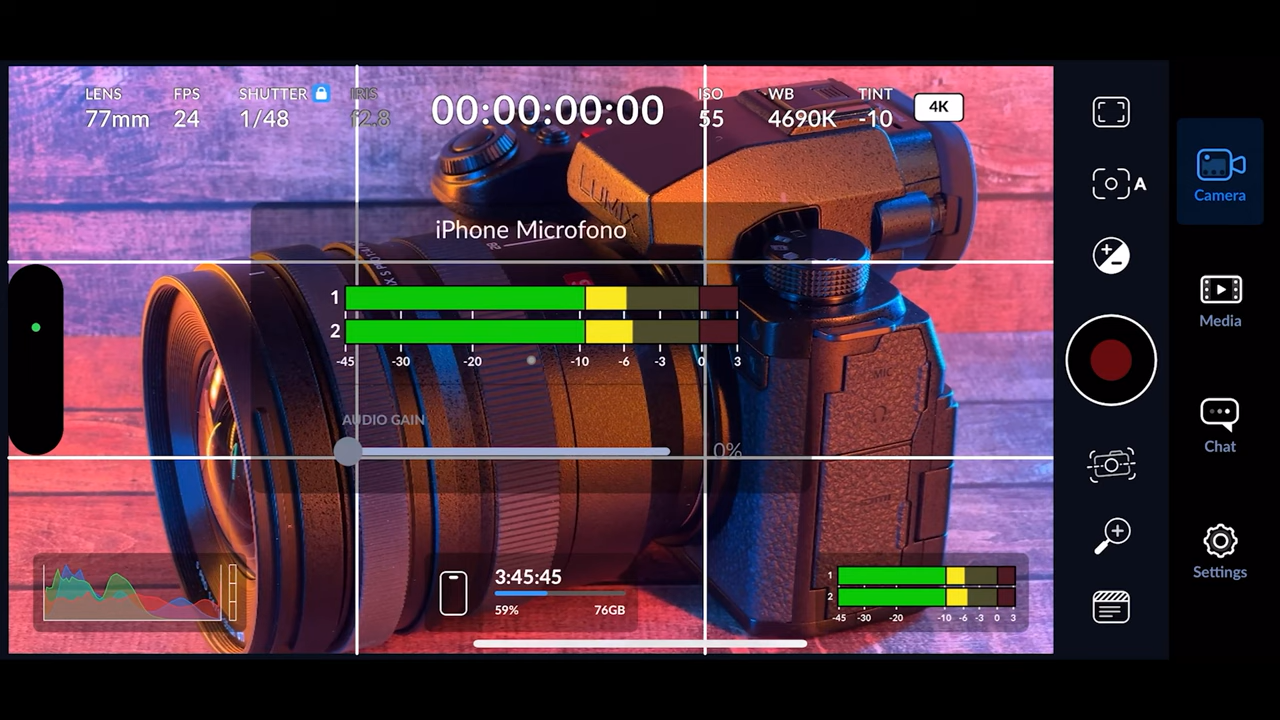 LENS FPS SHUTTER IRIS 00:00:00:00 ISO WB TINT 4K
77mm 24 1/48 f2.8 55 4690K -10
A
LUMIX
Camera
iPhone Microfono
1
2
-45 -30 -20 -10 -6 -3 0 3
Media
AUDIO GAIN
0%
Chat
3:45:45
59% 76GB
1
2
-45 -30 -20 -10 -6 -3 0 3
Settings